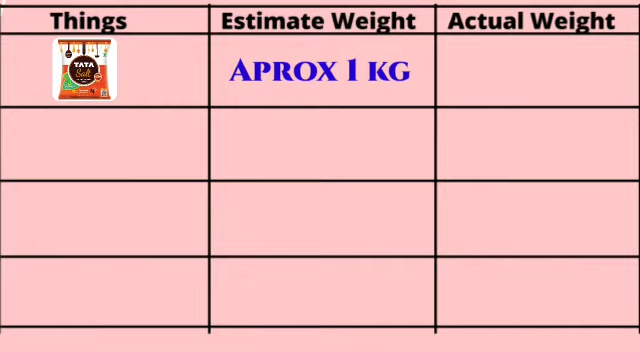 Things
Estimate Weight
Actual Weight
TATA
Salt
APROX 1 KG